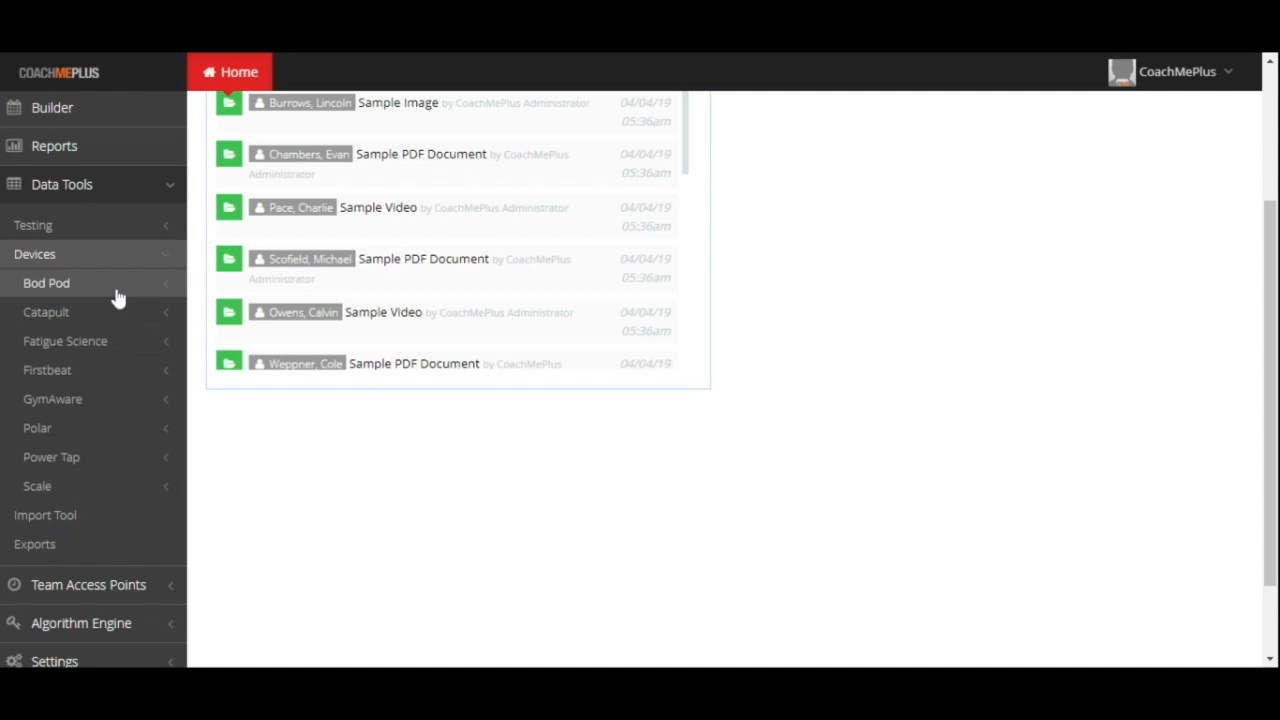 COACHMEPLUS
Home
CoachMePlus
Builder
Reports
Data Tools
Testing
Devices
Bod Pod
Catapult
Fatigue Science
Firstbeat
GymAware
Polar
Power Tap
Scale
Import Tool
Exports
Team Access Points
Algorithm Engine
Settings
Burrows, Lincoln Sample Image by CoachMePlus Administrator 04/04/19
05:36am
Chambers, Evan Sample PDF Document by CoachMePlus 04/04/19
Administrator 05:36am
Pace, Charlie Sample Video by CoachMePlus Administrator 04/04/19
05:36am
Scofield, Michael Sample PDF Document by CoachMePlus 04/04/19
Administrator 05:36am
Owens, Calvin Sample Video by CoachMePlus Administrator 04/04/19
05:36am
Weppner, Cole Sample PDF Document by CoachMePlus 04/04/19